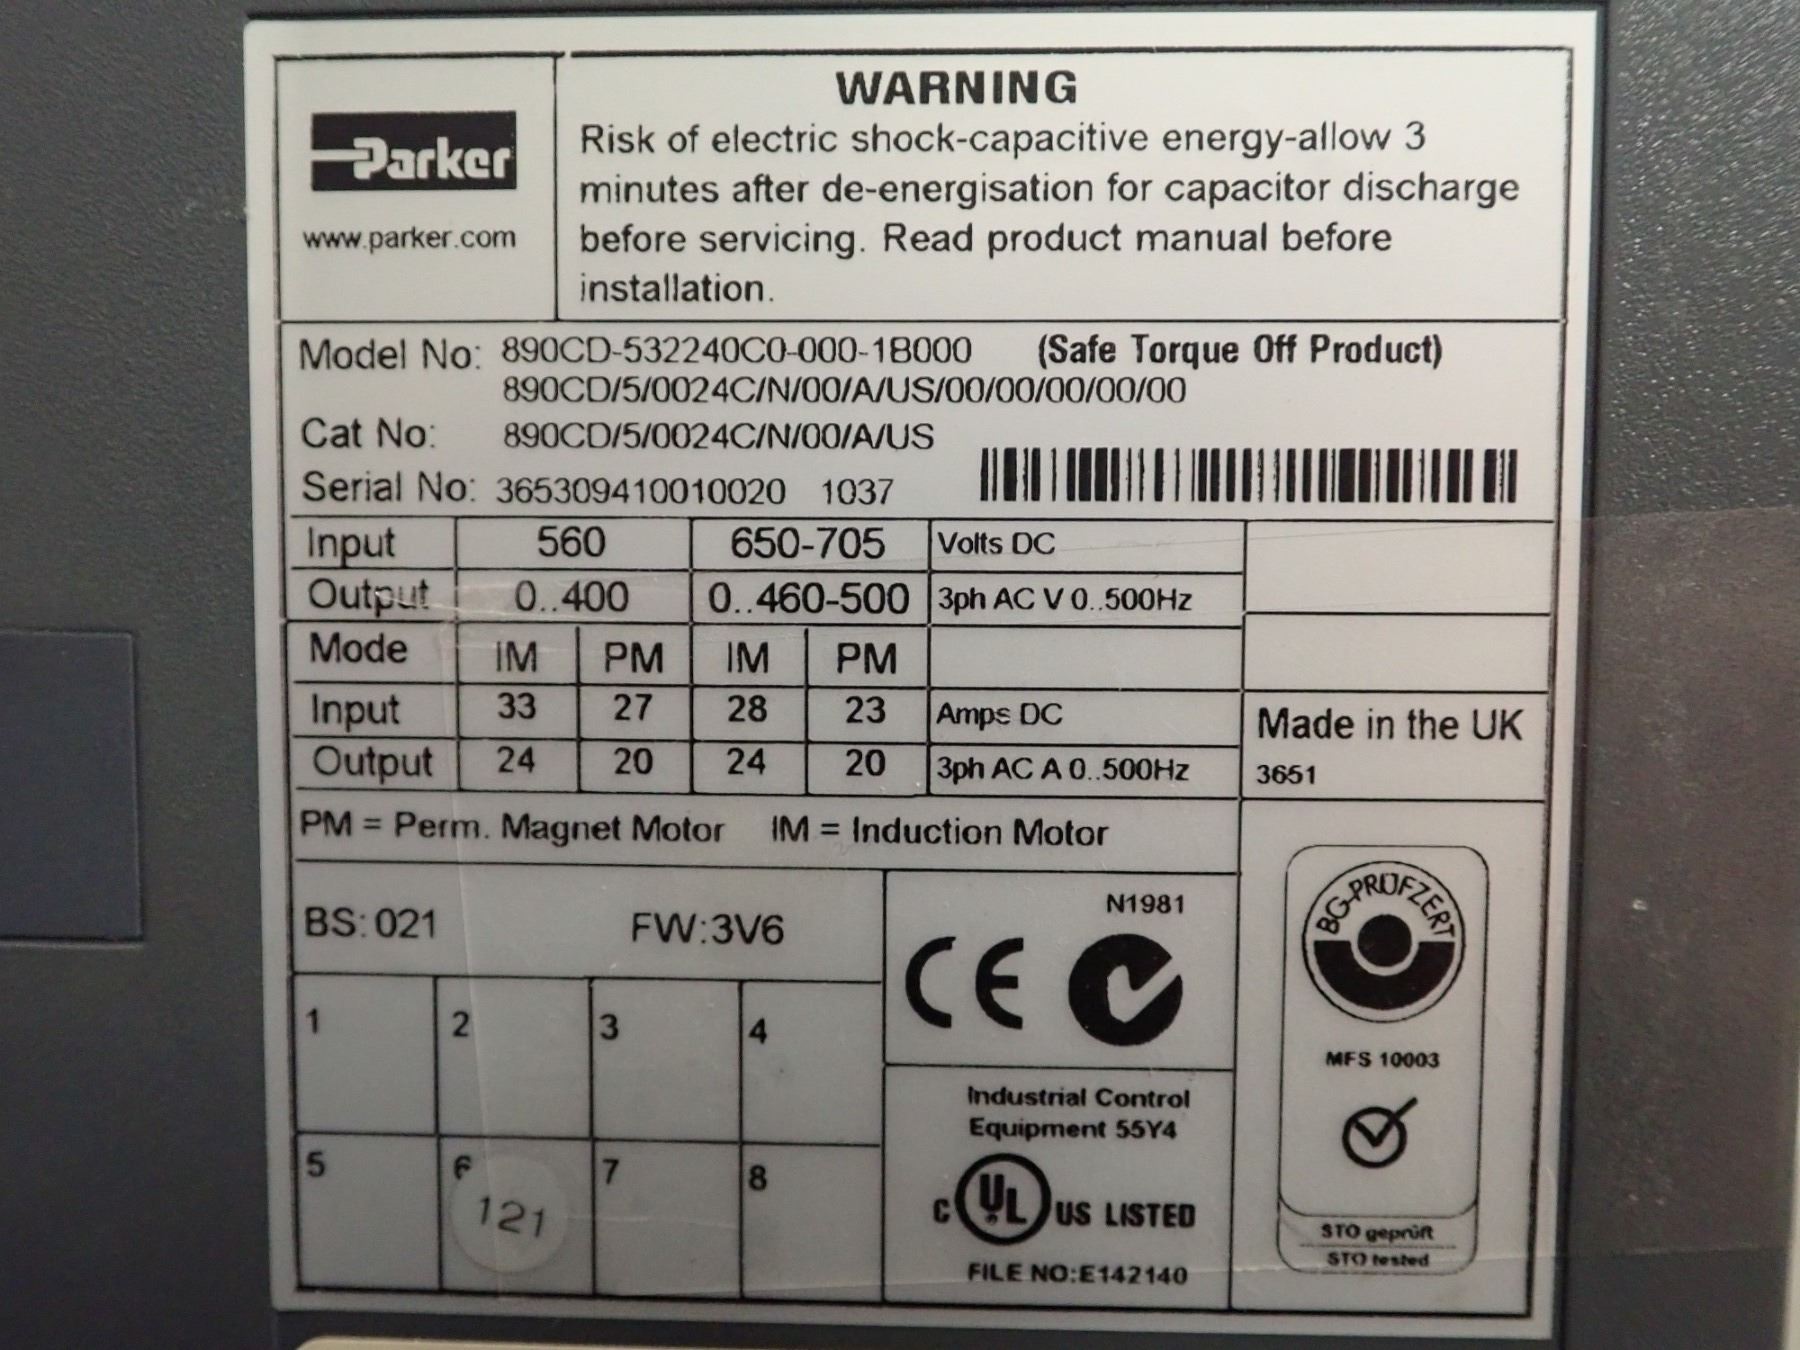 Parker
www.parker.com
WARNING
Risk of electric shock-capacitive energy-allow 3
minutes after de-energisation for capacitor discharge
before servicing. Read product manual before
installation.
Model No: 890CD-532240C0-000-1B000 (Safe Torque Off Product)
890CD/5/0024C/N/00/A/US/00/00/00/00/00
Cat No: 890CD/5/0024C/N/00/A/US
Serial No: 365309410010020 1037
Input 560 650-705 Volts DC
Output 0..400 0..460-500 3ph AC V 0..500Hz
Mode IM PM IM PM
Input 33 27 28 23 Amps DC
Output 24 20 24 20 3ph AC A 0..500Hz
Made in the UK
3651
PM = Perm. Magnet Motor IM = Induction Motor
BS: 021 FW:3V6
1 2 3 4
5 6 7 8
121
N1981
CE
Industrial Control
Equipment 55Y4
C UL US LISTED
FILE NO:E142140
BG-PRÜFZERT
MFS 10003
STO geprüft
STO tested